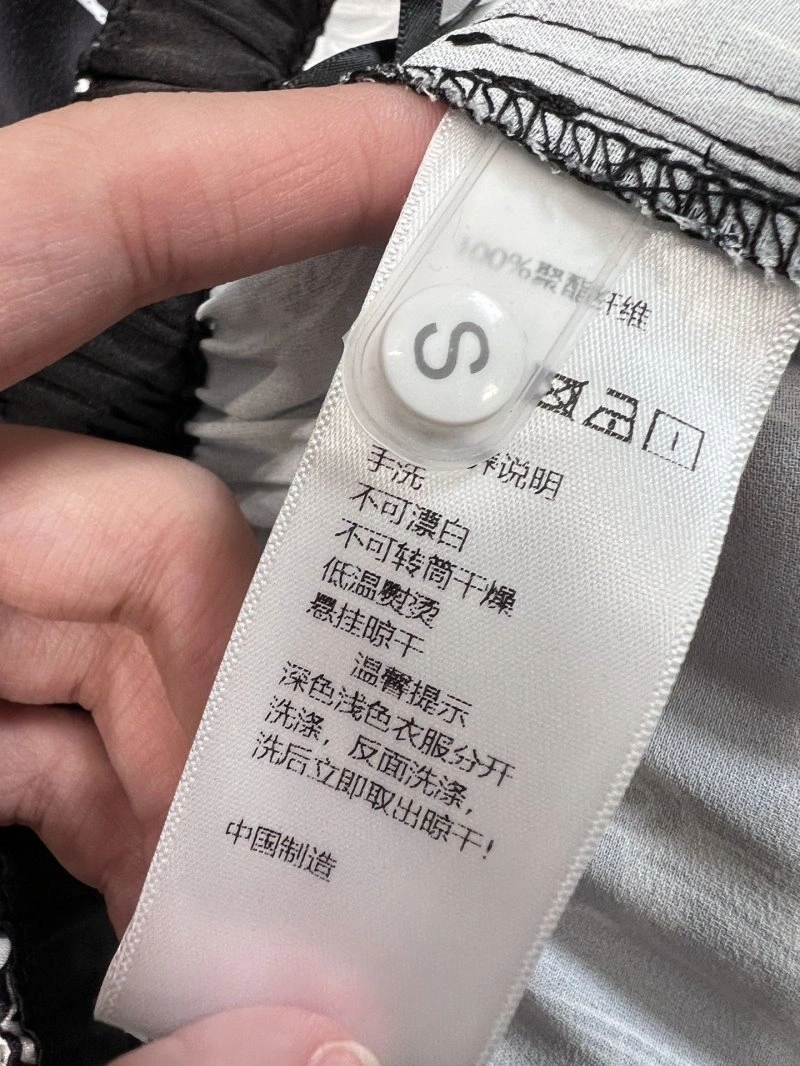 100%聚酯纤维
S
养说明
手洗
不可漂白
不可转筒干燥
低温熨烫
悬挂晾干
温馨提示
深色浅色衣服分开
洗涤，反面洗涤，
洗后立即取出晾干！
中国制造